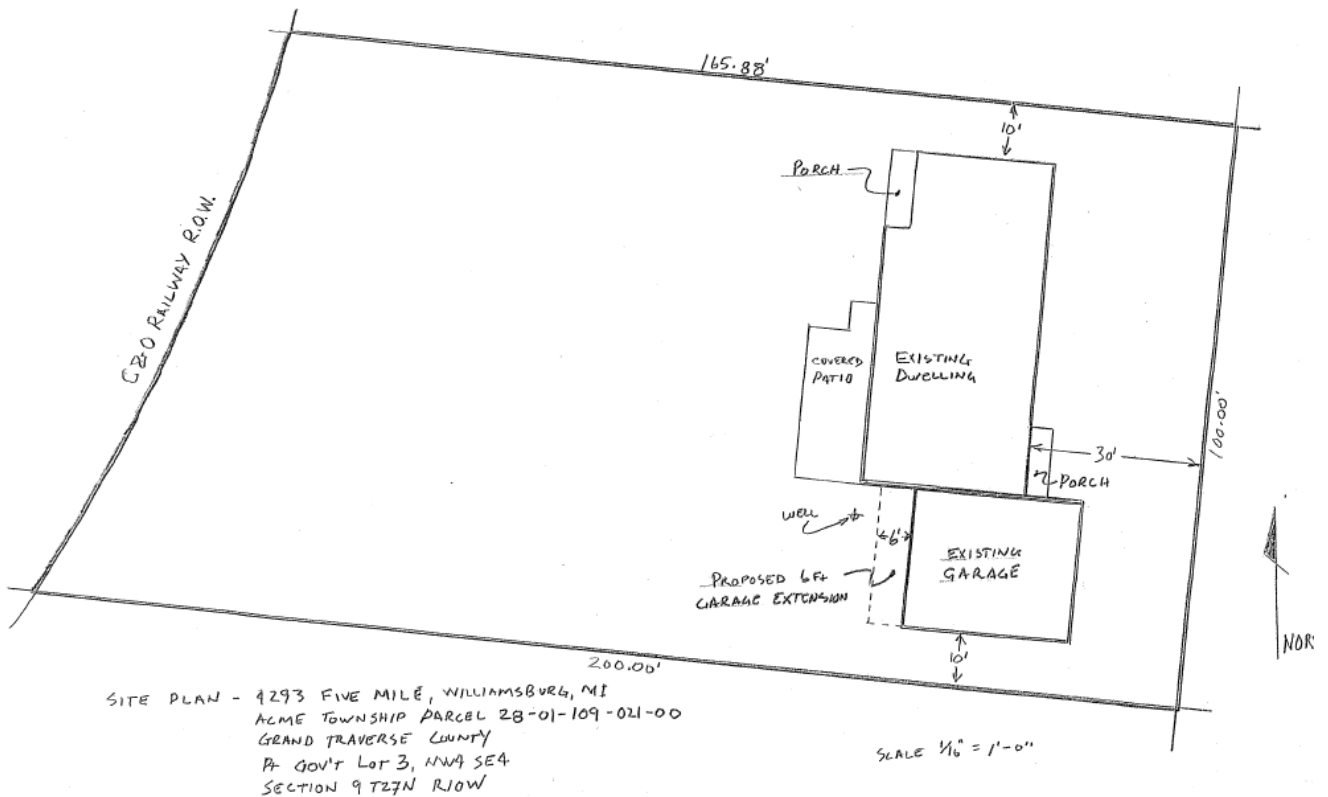 165.88'
10'
PORCH
C&O RAILWAY R.O.W.
COVERED
PATIO
EXISTING
DWELLING
100.00'
30'
PORCH
WELL
6'
EXISTING
GARAGE
PROPOSED 6Ft
GARAGE EXTENSION
10'
NOR
200.00'
SITE PLAN - 4293 FIVE MILE, WILLIAMSBURG, MI
ACME TOWNSHIP PARCEL 28-01-109-021-00
GRAND TRAVERSE COUNTY
Pt GOV'T LOT 3, NW4 SE4
SECTION 9 T27N R10W
SCALE 1/16" = 1'-0"